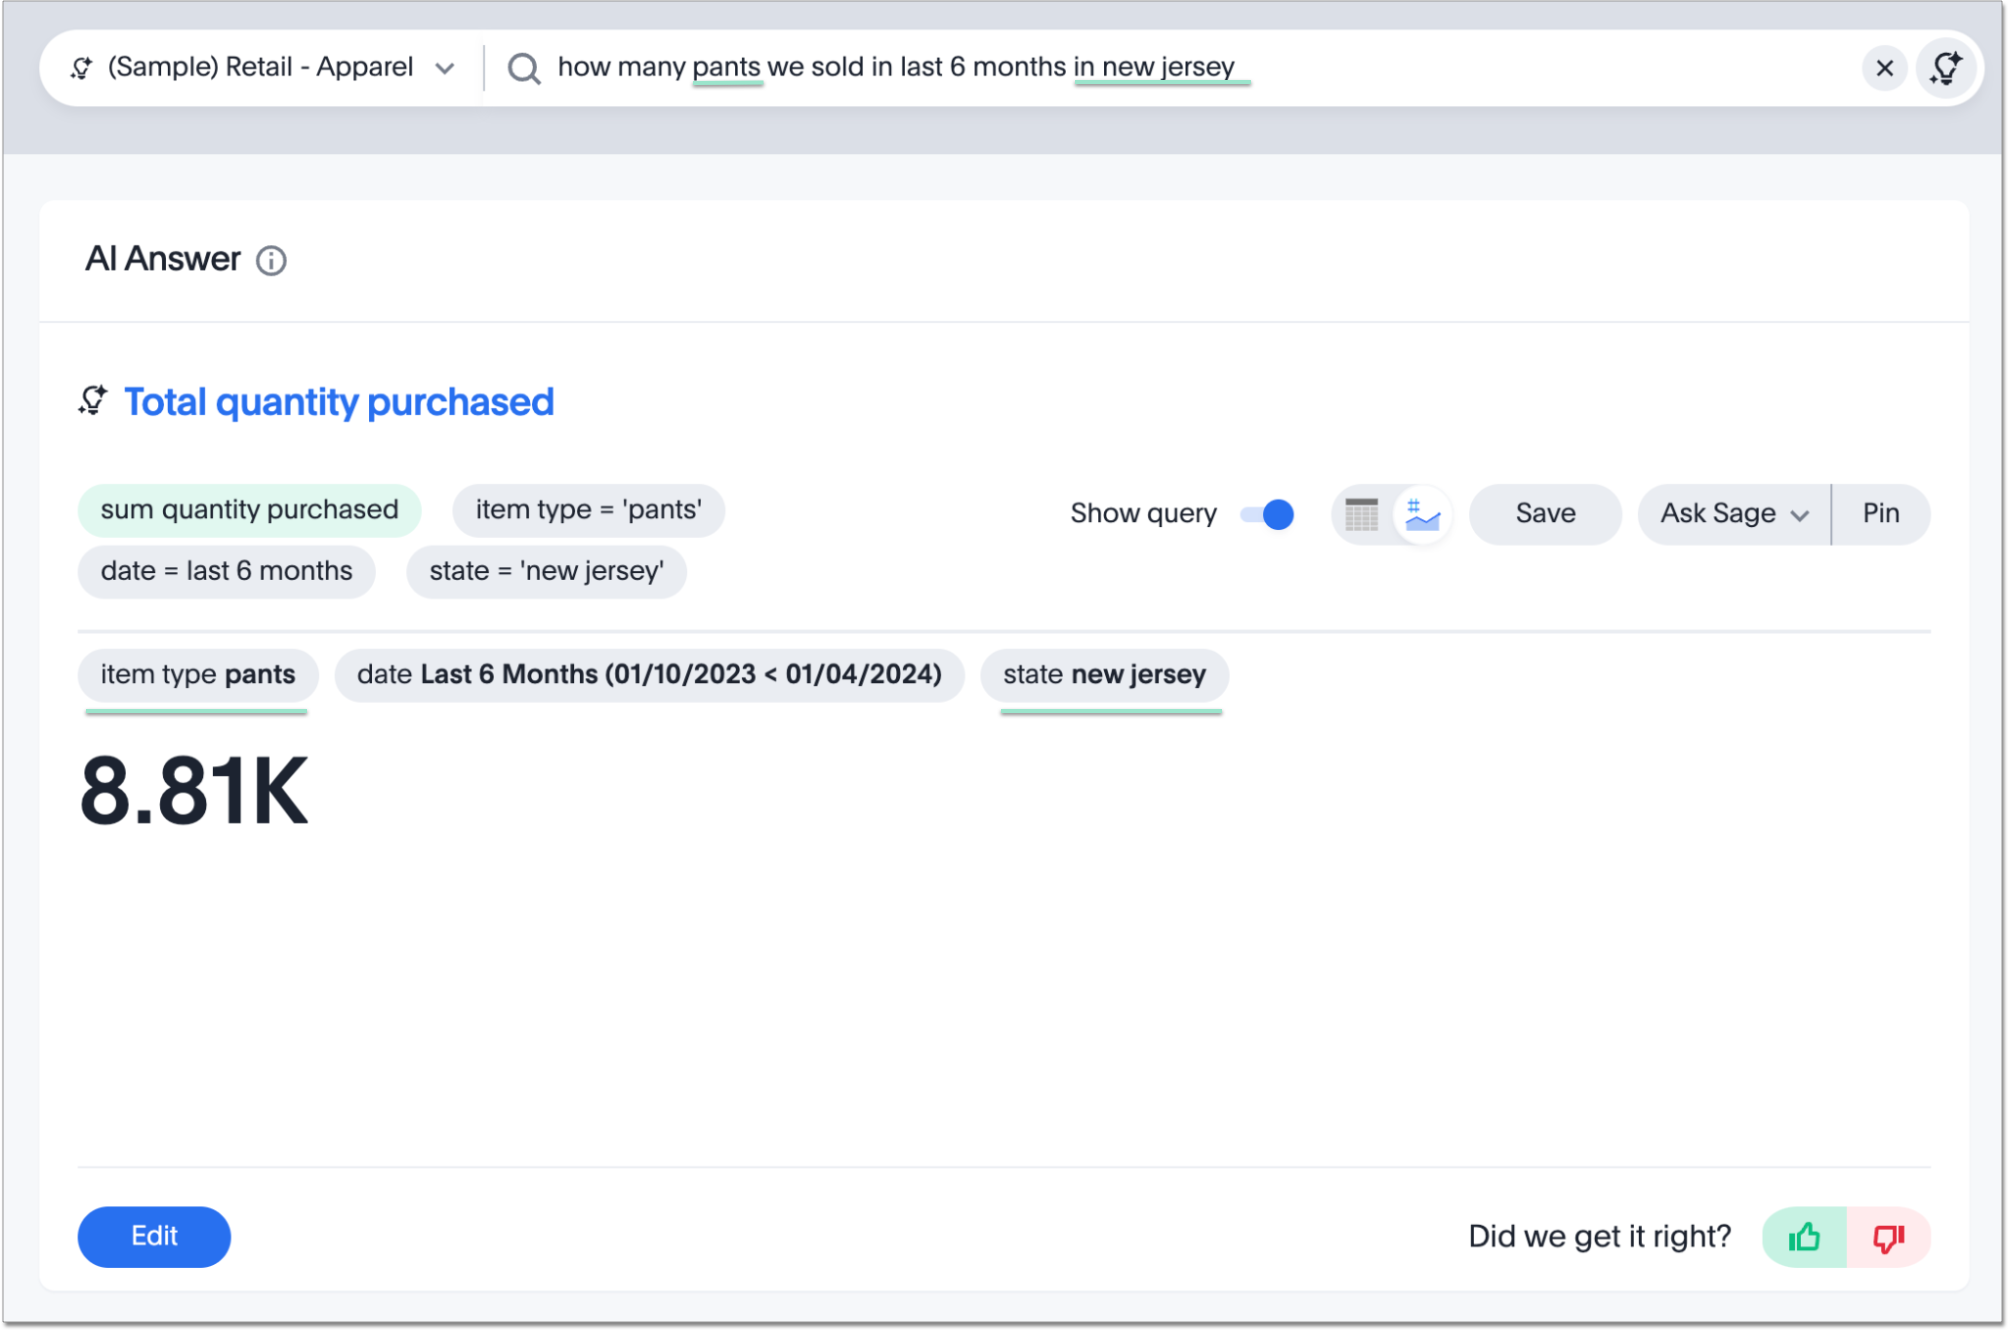 (Sample) Retail - Apparel how many pants we sold in last 6 months in new jersey
AI Answer
Total quantity purchased
sum quantity purchased item type = 'pants' Show query Save Ask Sage Pin
date = last 6 months state = 'new jersey'
item type pants date Last 6 Months (01/10/2023 < 01/04/2024) state new jersey
8.81K
Edit Did we get it right?